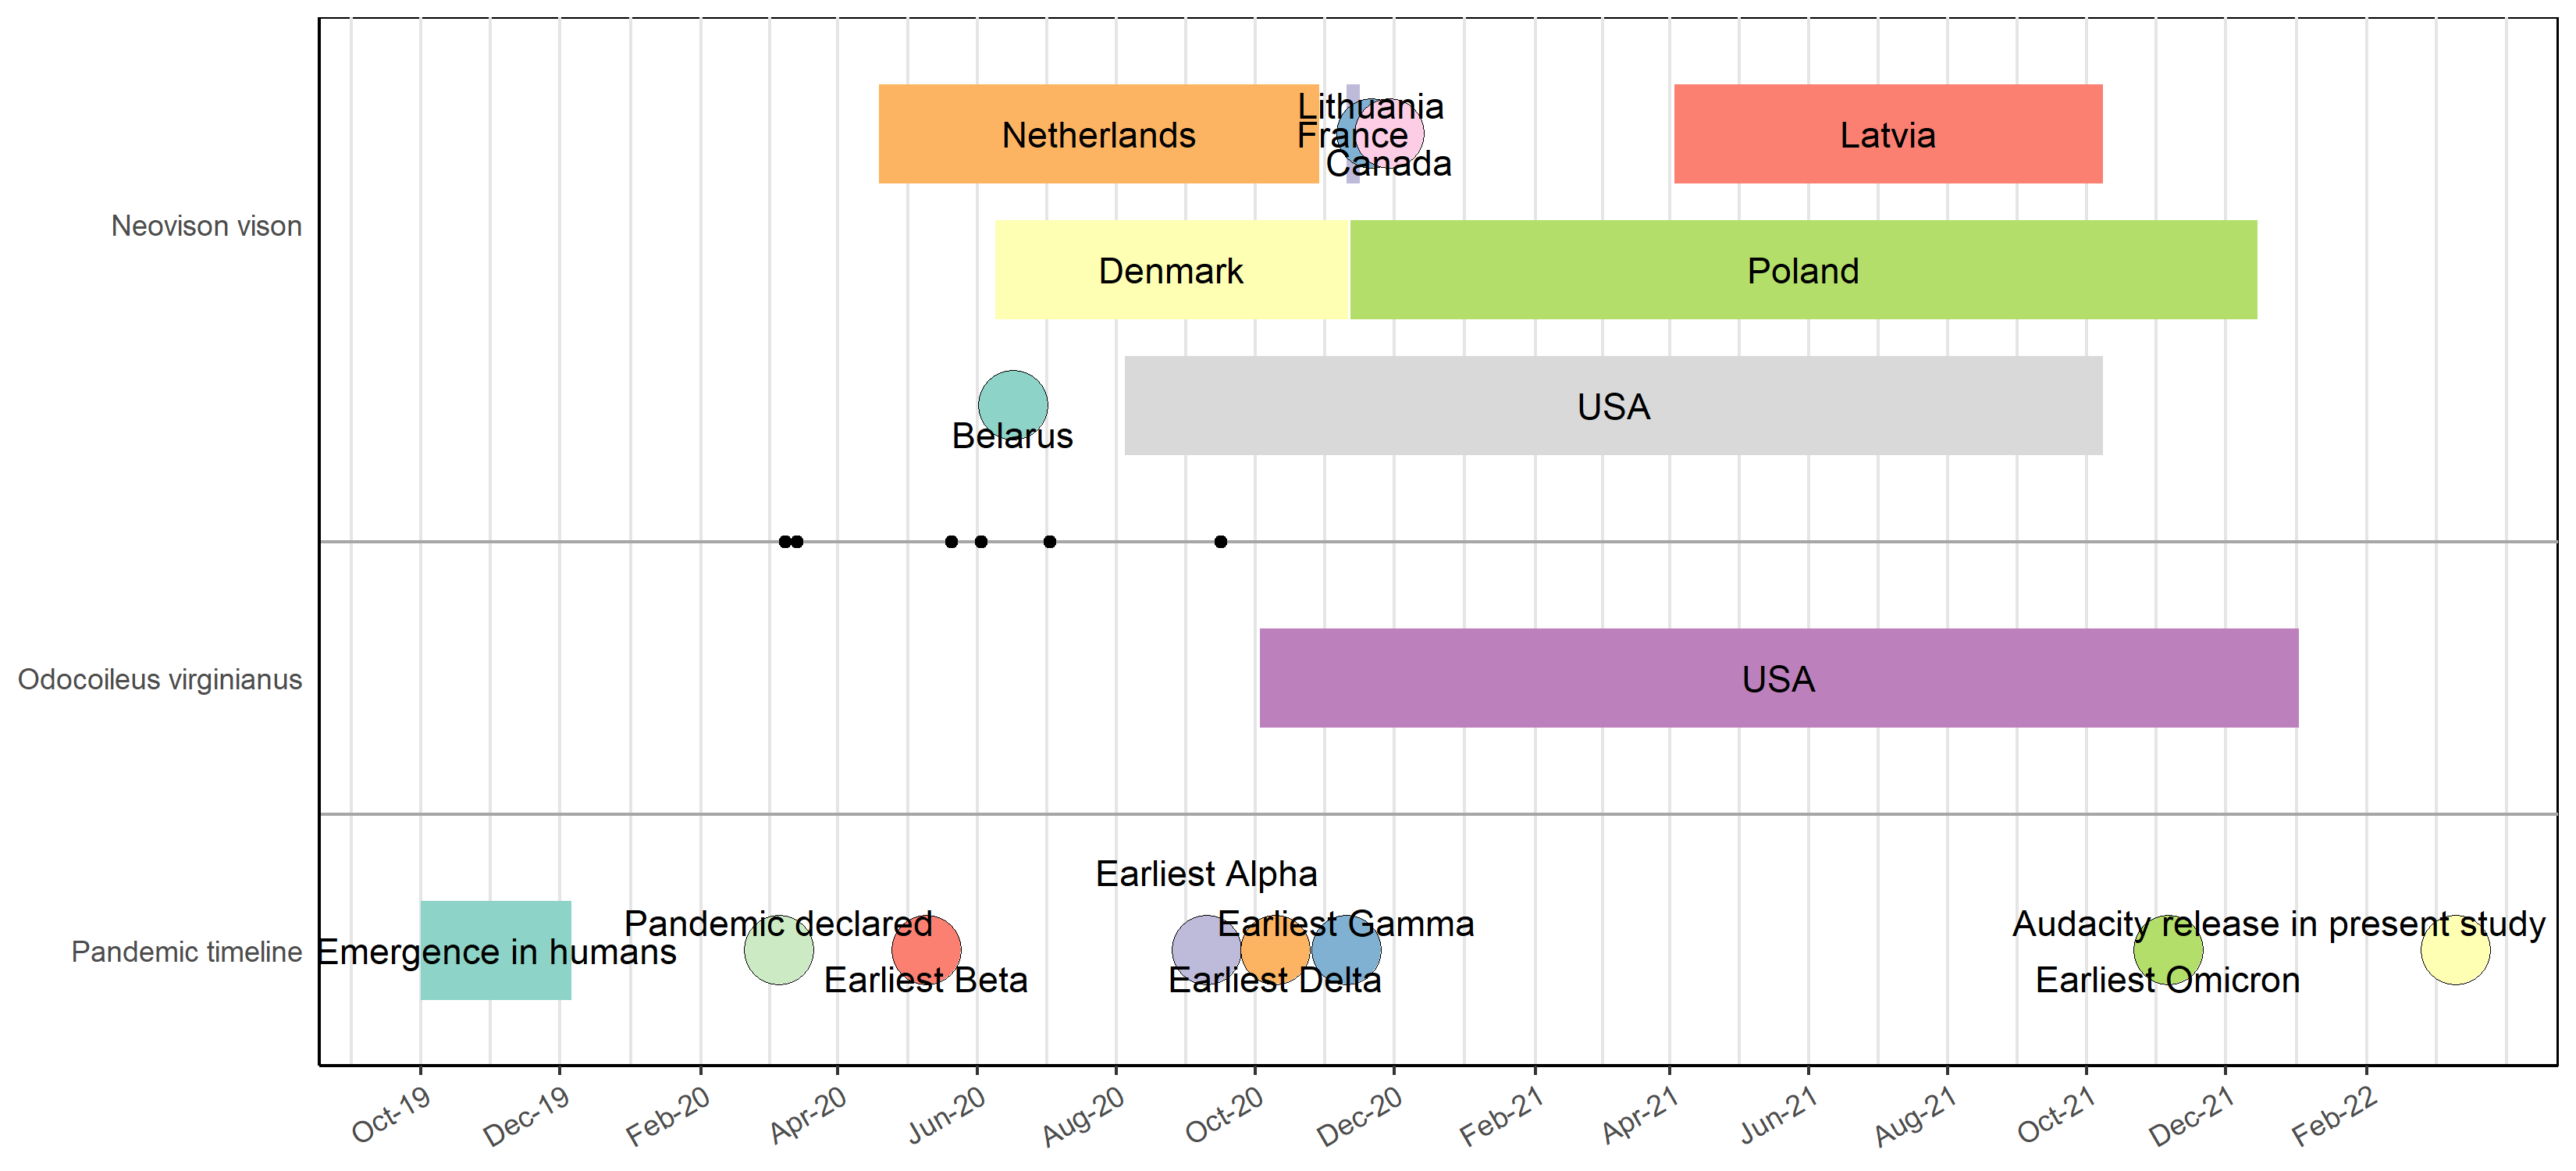 Lithuania
Netherlands
France
Latvia
Canada
Neovison vison
Denmark
Poland
USA
Belarus
Odocoileus virginianus
USA
Earliest Alpha
Pandemic declared
Earliest Gamma
Audacity release in present study
Pandemic timeline
Emergence in humans
Earliest Beta
Earliest Delta
Earliest Omicron
Oct-19
Dec-19
Feb-20
Apr-20
Jun-20
Aug-20
Oct-20
Dec-20
Feb-21
Apr-21
Jun-21
Aug-21
Oct-21
Dec-21
Feb-22